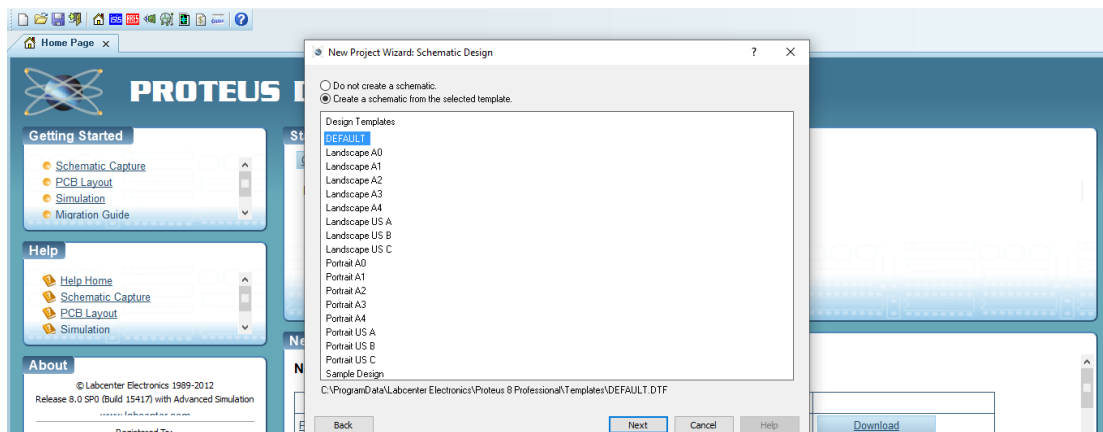 Home Page x
PROTEUS
Getting Started
Schematic Capture
PCB Layout
Simulation
Migration Guide
Help
Help Home
Schematic Capture
PCB Layout
Simulation
About
© Labcenter Electronics 1989-2012
Release 8.0 SP0 (Build 15417) with Advanced Simulation
New Project Wizard: Schematic Design ? X
Do not create a schematic.
Create a schematic from the selected template.
Design Templates
DEFAULT
Landscape A0
Landscape A1
Landscape A2
Landscape A3
Landscape A4
Landscape US A
Landscape US B
Landscape US C
Portrait A0
Portrait A1
Portrait A2
Portrait A3
Portrait A4
Portrait US A
Portrait US B
Portrait US C
Sample Design
C:\ProgramData\Labcenter Electronics\Proteus 8 Professional\Templates\DEFAULT.DTF
Back Next Cancel Help
Download